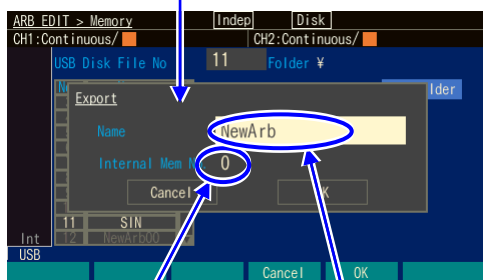 ARB EDIT > Memory Indep Disk
CH1:Continuous/ CH2:Continuous/
USB Disk File No 11 Folder ¥
lder
Export
Name NewArb
Internal Mem 0
Cancel K
11 SIN
Int 12 NewArb00
USB
Cancel OK